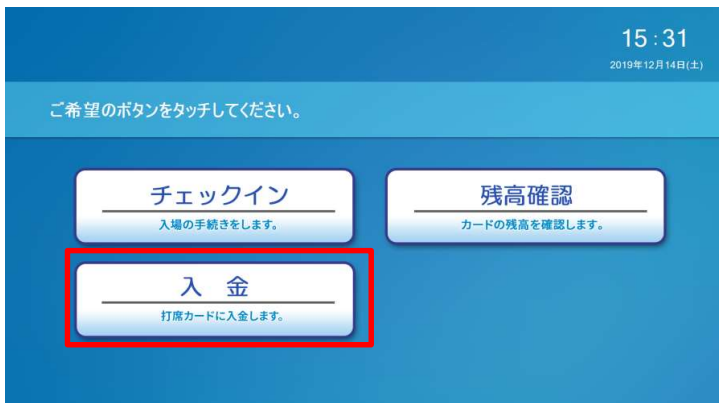 15:31
2019年12月14日(土)
ご希望のボタンをタッチしてください。
チェックイン
入場の手続きをします。
残高確認
カードの残高を確認します。
入 金
打席カードに入金します。